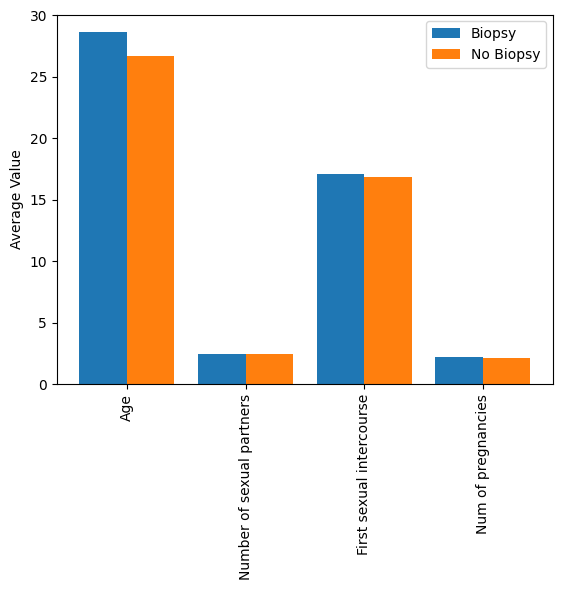 Biopsy
No Biopsy
Average Value
30
25
20
15
10
5
0
Age
Number of sexual partners
First sexual intercourse
Num of pregnancies